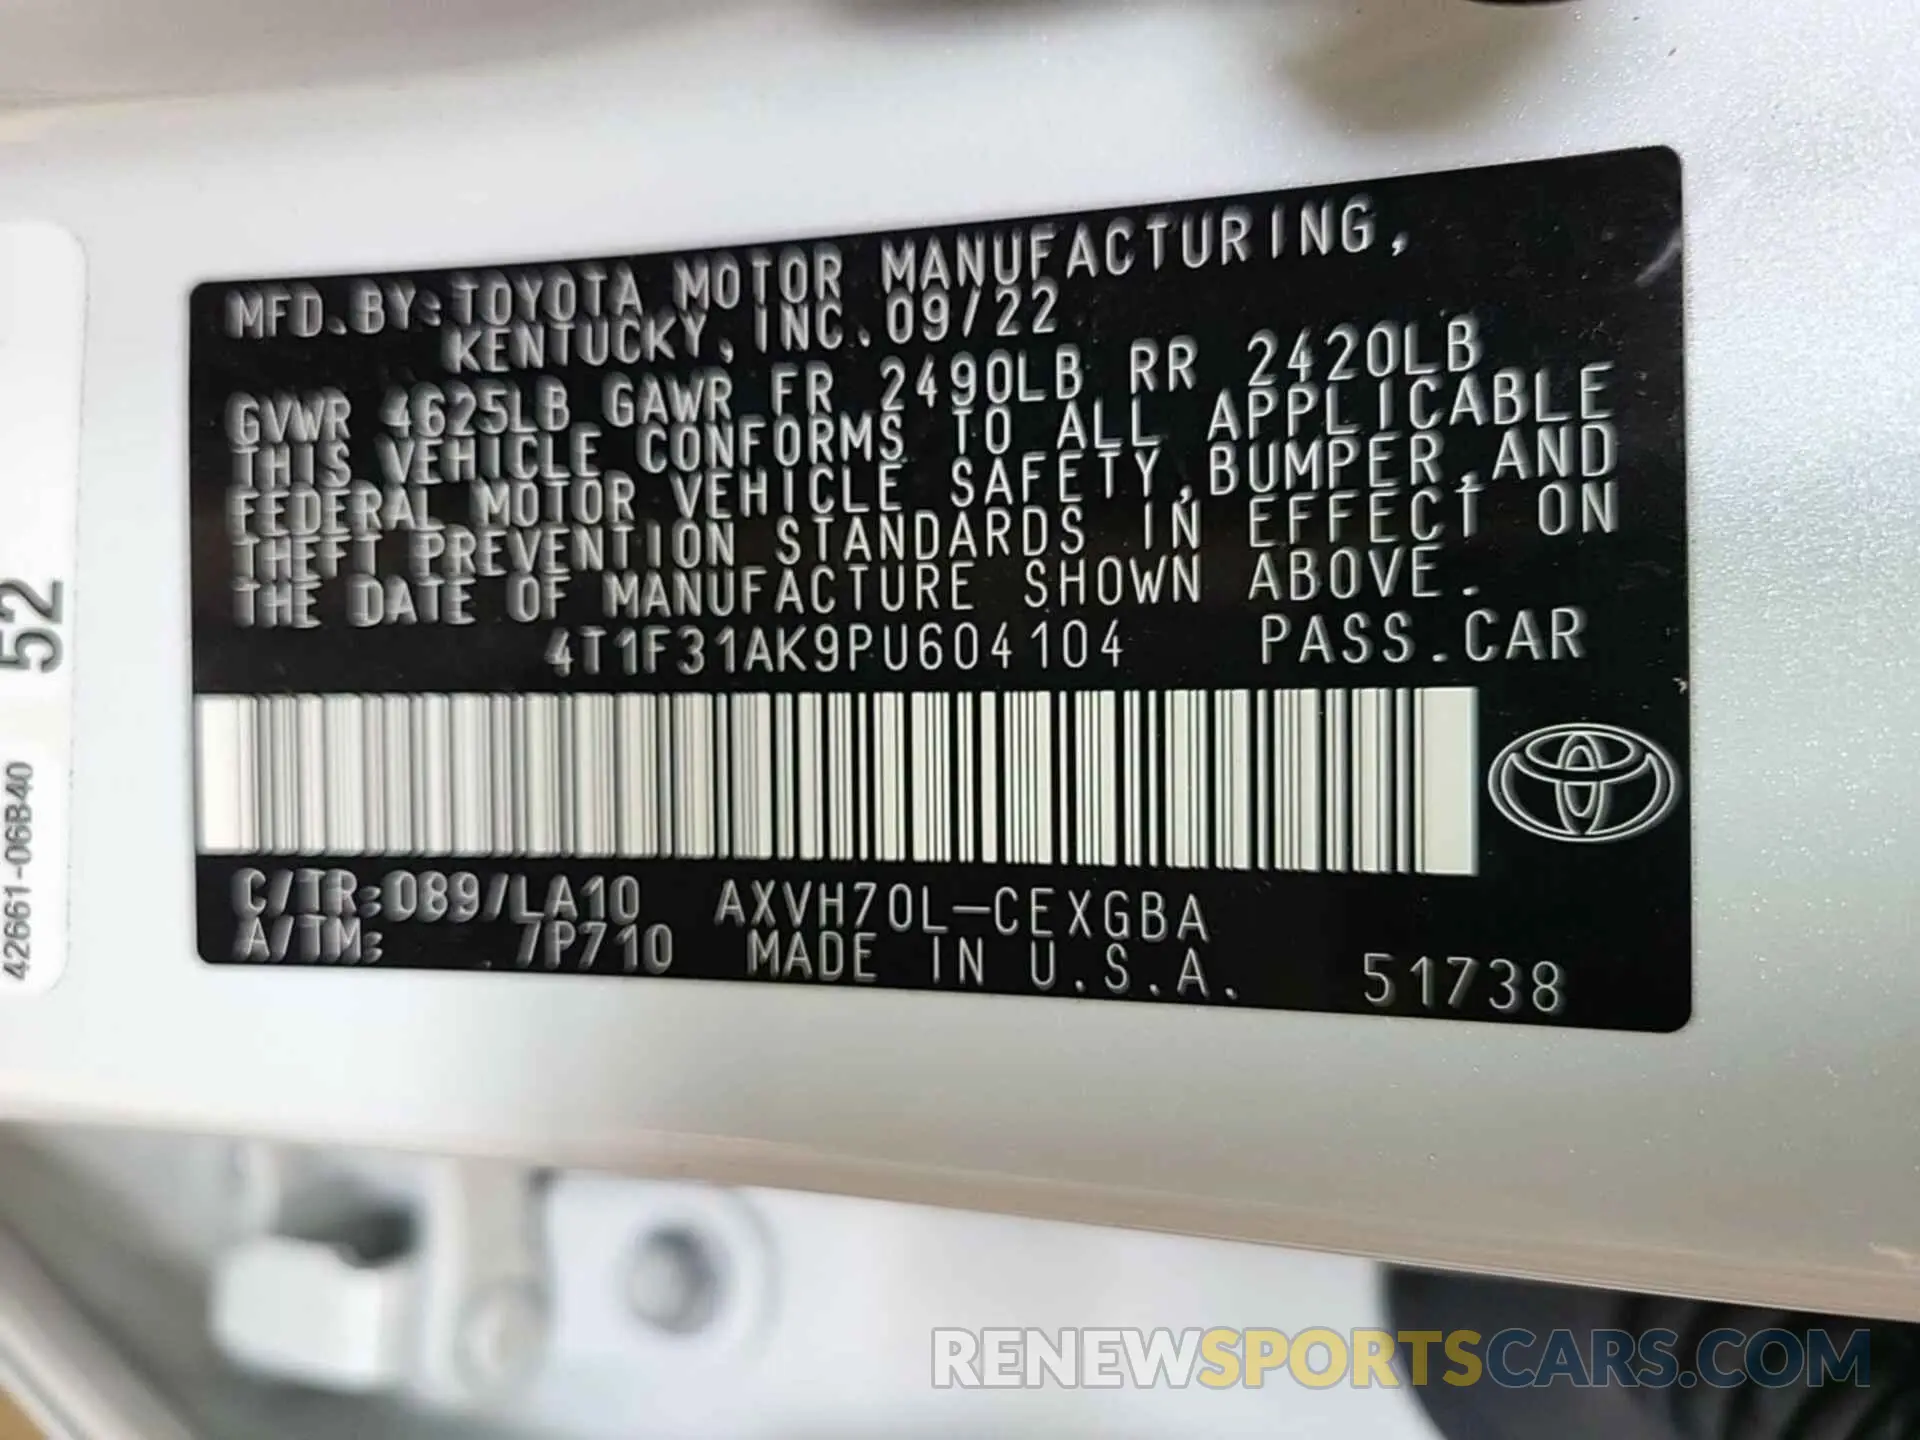 MFD.BY:TOYOTA MOTOR MANUFACTURING,
KENTUCKY, INC. 09/22
GVWR 4625LB GAWR FR 2490LB RR 2420LB
THIS VEHICLE CONFORMS TO ALL APPLICABLE
FEDERAL MOTOR VEHICLE SAFETY,BUMPER,AND
THEFT PREVENTION STANDARDS IN EFFECT ON
THE DATE OF MANUFACTURE SHOWN ABOVE.
4T1F31AK9PU604104 PASS.CAR
C/TR:089/LA10 AXVH70L-CEXGBA
A/TM: 7P710 MADE IN U.S.A. 51738
52
42661-06B40
RENEWSPORTSCARS.COM